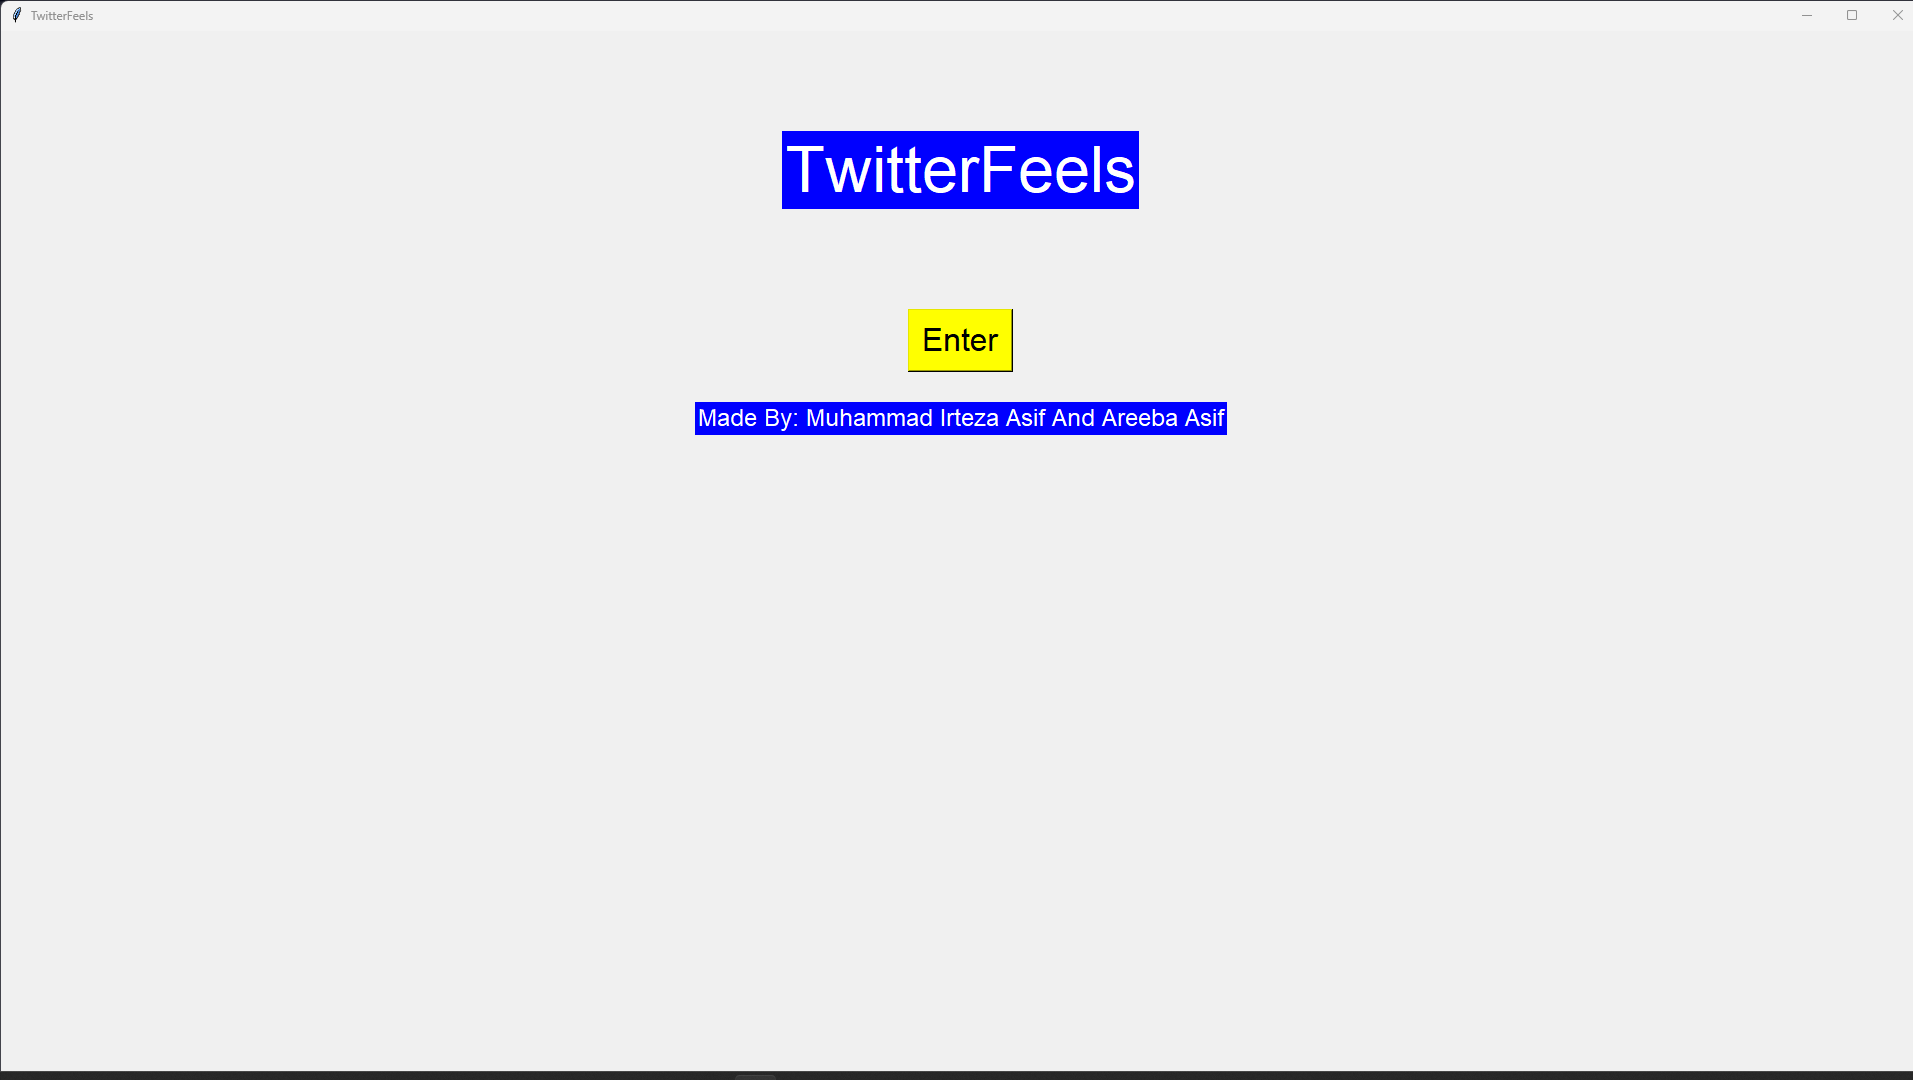 TwitterFeels
TwitterFeels
Enter
Made By: Muhammad Irteza Asif And Areeba Asif